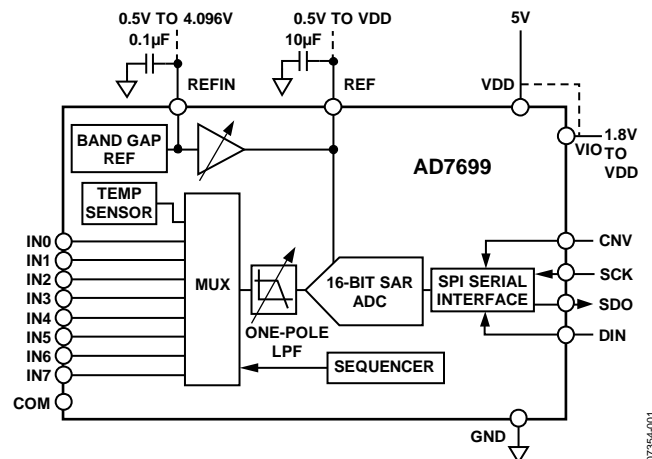 0.5V TO 4.096V
0.1µF
0.5V TO VDD
10µF
5V
REFIN
REF
VDD
BAND GAP
REF
AD7699
VIO
1.8V
TO
VDD
TEMP
SENSOR
IN0
IN1
IN2
IN3
IN4
IN5
IN6
IN7
COM
MUX
ONE-POLE
LPF
16-BIT SAR
ADC
SPI SERIAL
INTERFACE
CNV
SCK
SDO
DIN
SEQUENCER
GND
07354-001